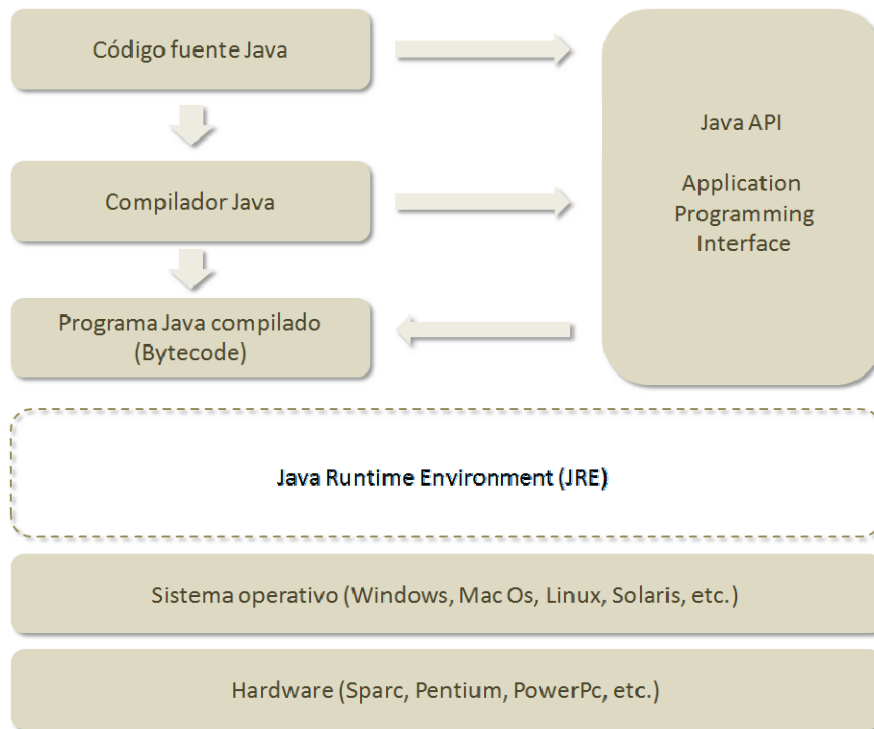 Código fuente Java
Java API
Application
Programming
Interface
Compilador Java
Programa Java compilado
(Bytecode)
Java Runtime Environment (JRE)
Sistema operativo (Windows, Mac Os, Linux, Solaris, etc.)
Hardware (Sparc, Pentium, PowerPc, etc.)